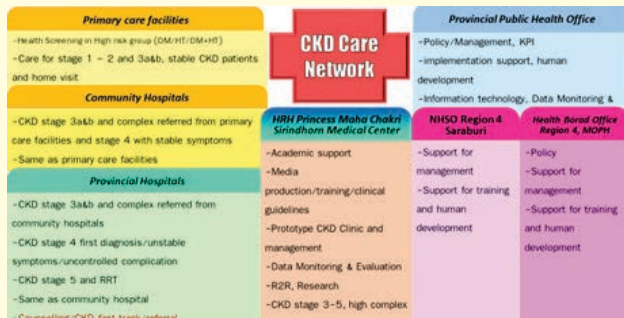 Primary care facilities
-Health Screening in High risk group (DM/HT/DM+HT)
-Care for stage 1 – 2 and 3a&b, stable CKD patients
and home visit
Community Hospitals
-CKD stage 3a&b and complex referred from primary
care facilities and stage 4 with stable symptoms
-Same as primary care facilities
Provincial Hospitals
-CKD stage 3a&b and complex referred from
community hospitals
-CKD stage 4 first diagnosis/unstable
symptoms/uncontrolled complication
-CKD stage 5 and RRT
-Same as community hospital
-Counselling/CKD fast track/referral
CKD Care
Network
HRH Princess Maha Chakri
Sirindhorn Medical Center
-Academic support
-Media
production/training/clinical
guidelines
-Prototype CKD Clinic and
management
-Data Monitoring & Evaluation
-R2R, Research
-CKD stage 3-5, high complex
Provincial Public Health Office
-Policy/Management, KPI
-implementation support, human
development
-Information technology, Data Monitoring &
NHSO Region 4
Saraburi
-Support for
management
-Support for training
and human
development
Health Borad Office
Region 4, MOPH
-Policy
-Support for
management
-Support for training
and human
development